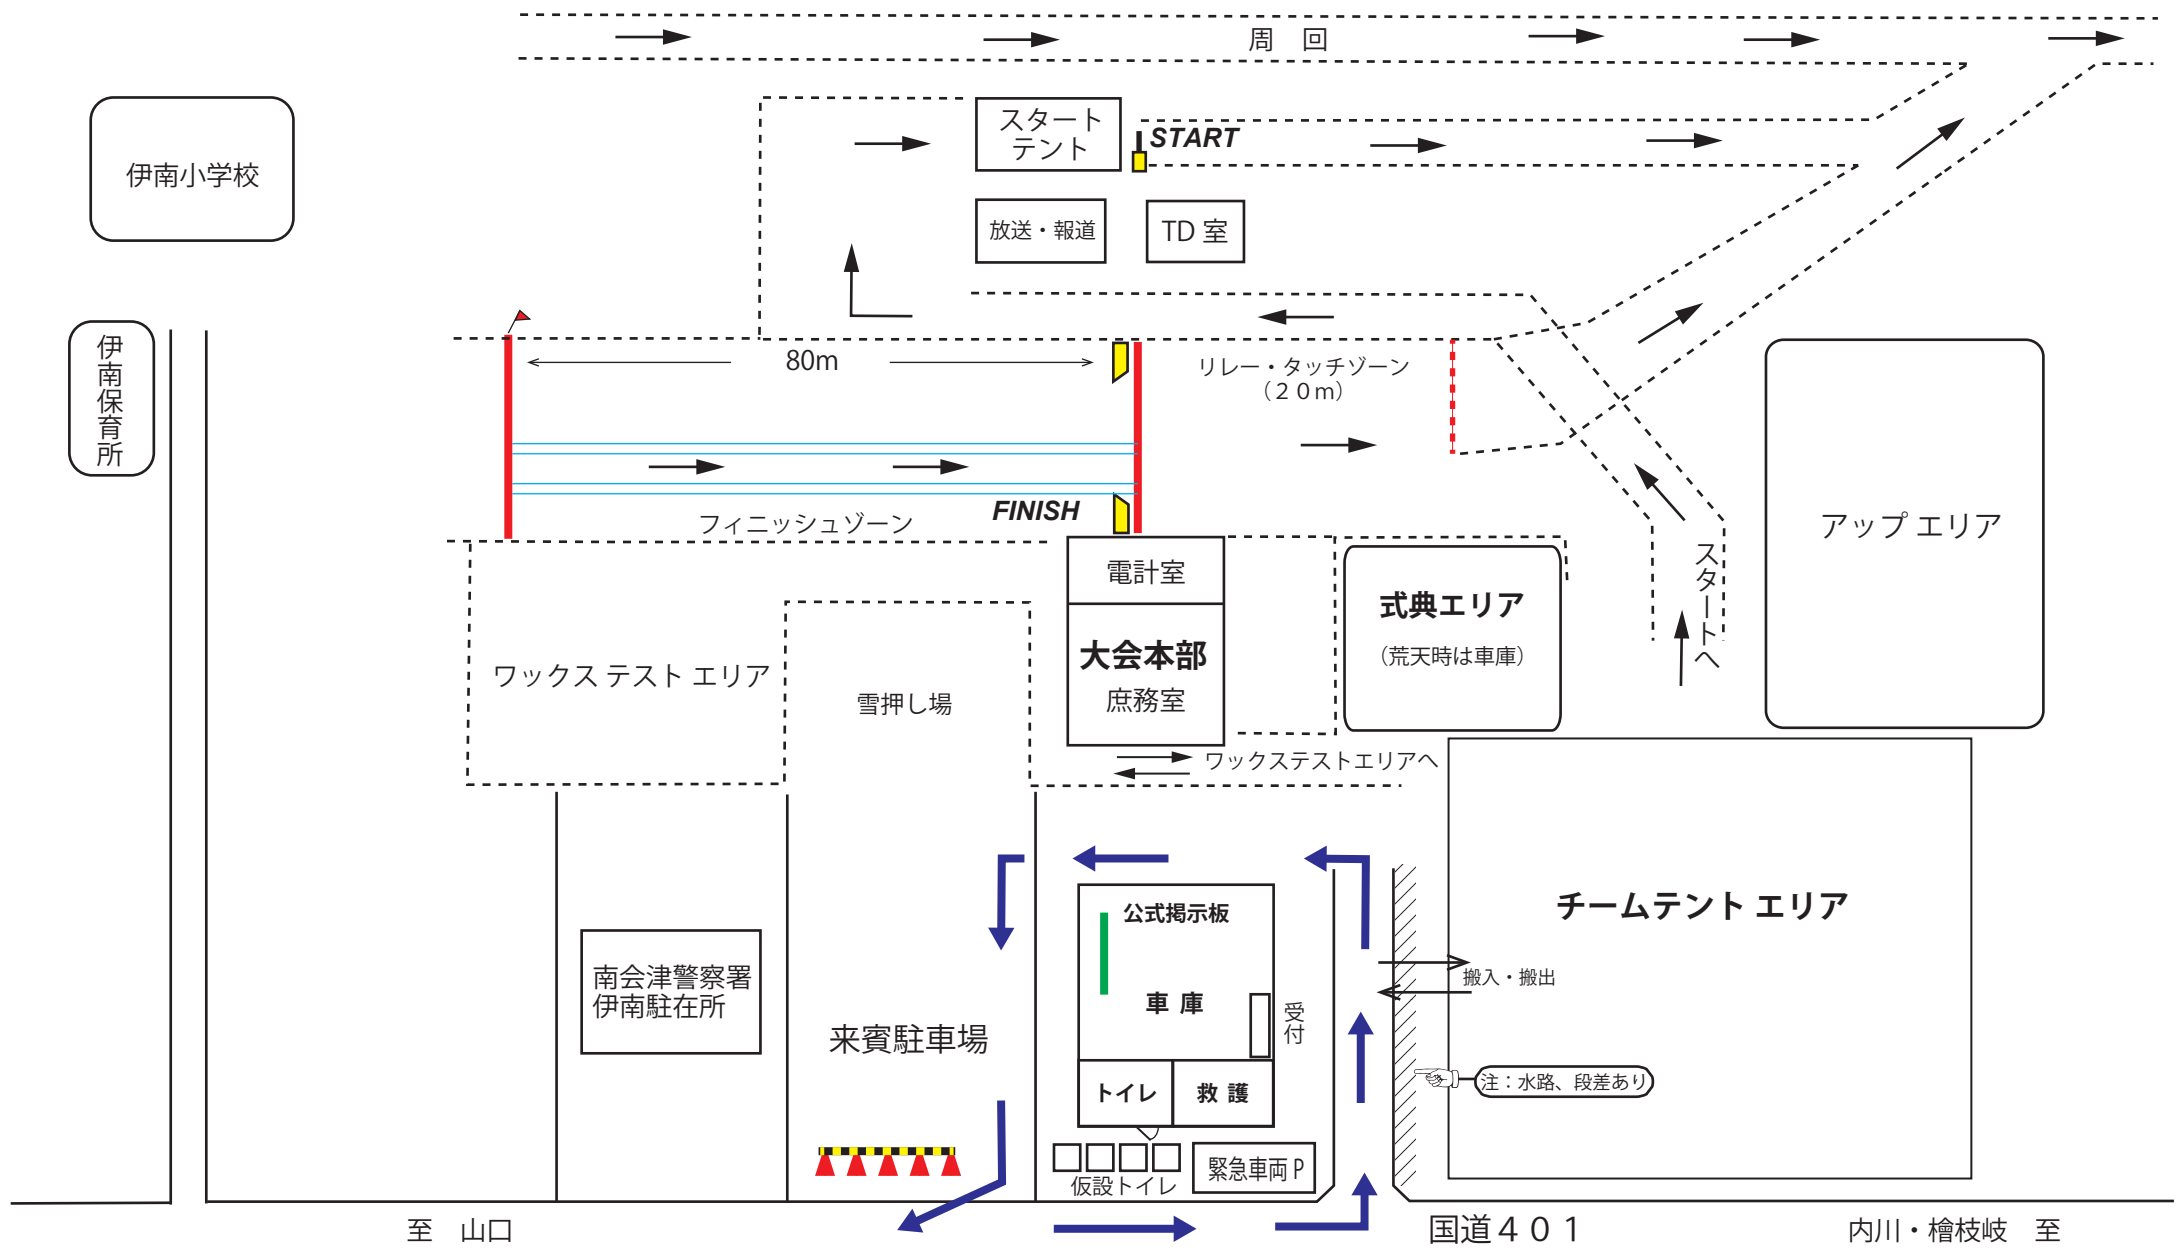 周　回
スタート
テント
START
伊南小学校
放送・報道
TD 室
伊南保育所
80m
リレー・タッチゾーン
（２０ｍ）
FINISH
フィニッシュゾーン
アップ エリア
電計室
大会本部
庶務室
式典エリア
（荒天時は車庫）
スタートへ
ワックス テスト エリア
雪押し場
ワックステストエリアへ
公式掲示板
チームテント エリア
南会津警察署
伊南駐在所
搬入・搬出
車 庫
受付
来賓駐車場
トイレ
救 護
注：水路、段差あり
緊急車両 P
仮設トイレ
至　山口
国道４０１
内川・檜枝岐　至